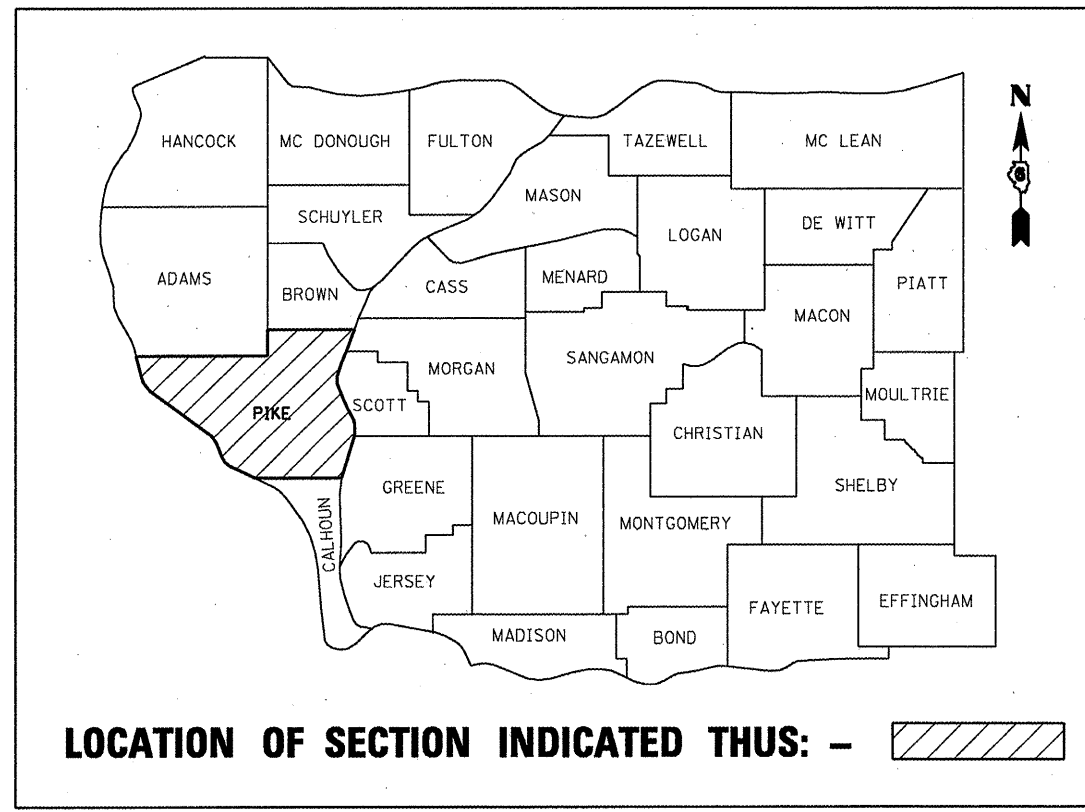 N
6
HANCOCK
MC DONOUGH
FULTON
TAZEWELL
MC LEAN
MASON
SCHUYLER
LOGAN
DE WITT
ADAMS
BROWN
CASS
MENARD
PIATT
MACON
SANGAMON
MORGAN
SCOTT
PIKE
MOULTRIE
CHRISTIAN
SHELBY
GREENE
MACOUPIN
MONTGOMERY
CALHOUN
JERSEY
MADISON
BOND
FAYETTE
EFFINGHAM
LOCATION OF SECTION INDICATED THUS: –